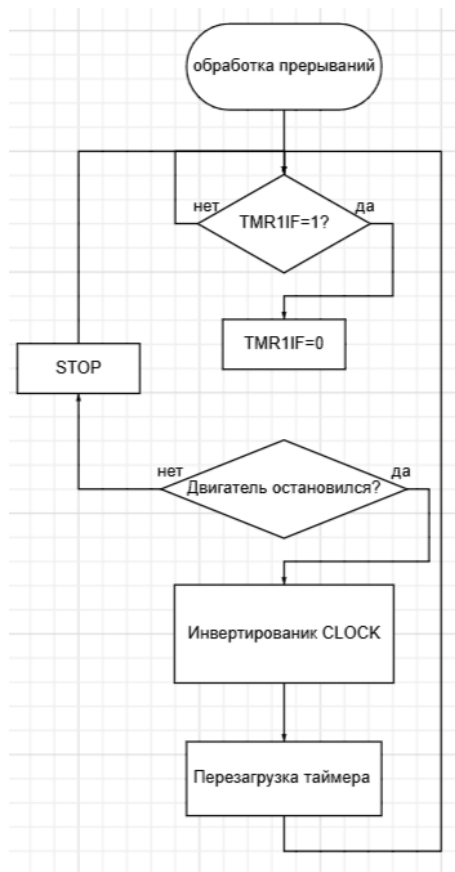 обработка прерываний
нет
да
TMR1IF=1?
TMR1IF=0
STOP
нет
да
Двигатель остановился?
Инвертированик CLOCK
Перезагрузка таймера